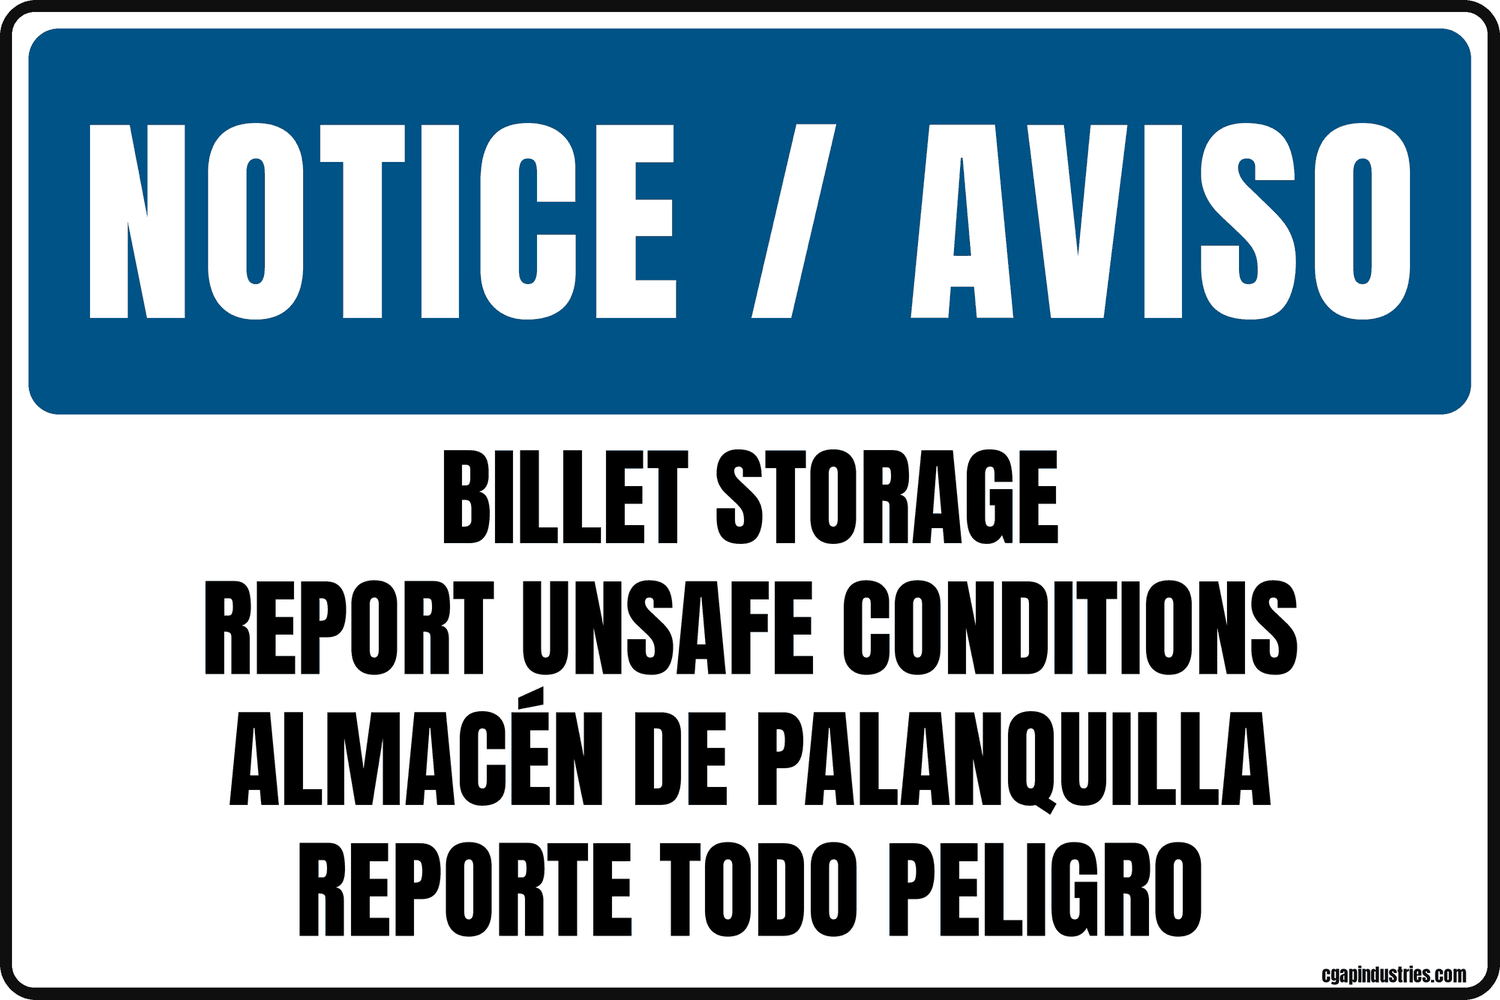 NOTICE / AVISO
BILLET STORAGE
REPORT UNSAFE CONDITIONS
ALMACÉN DE PALANQUILLA
REPORTE TODO PELIGRO
cgapindustries.com